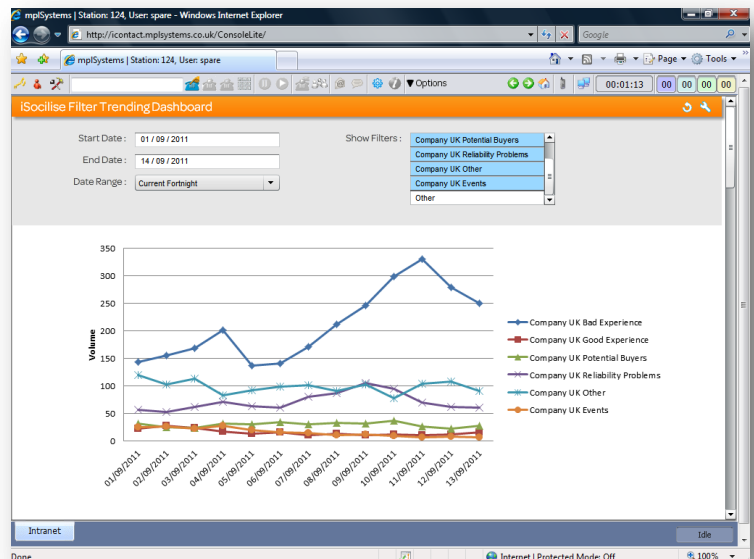 mplSystems | Station: 124, User: spare - Windows Internet Explorer
http://icontact.mplsystems.co.uk/ConsoleLite/
Google
mplSystems | Station: 124, User: spare
Page
Tools
Options
00:01:13
00
00
00
00
iSocilise Filter Trending Dashboard
Start Date :
01 / 09 / 2011
End Date :
14 / 09 / 2011
Date Range :
Current Fortnight
Show Filters :
Company UK Potential Buyers
Company UK Reliability Problems
Company UK Other
Company UK Events
Other
350
300
250
200
150
100
50
0
Volume
01/09/2011
02/09/2011
03/09/2011
04/09/2011
05/09/2011
06/09/2011
07/09/2011
08/09/2011
09/09/2011
10/09/2011
11/09/2011
12/09/2011
13/09/2011
Company UK Bad Experience
Company UK Good Experience
Company UK Potential Buyers
Company UK Reliability Problems
Company UK Other
Company UK Events
Intranet
Idle
Done
Internet | Protected Mode: Off
100%